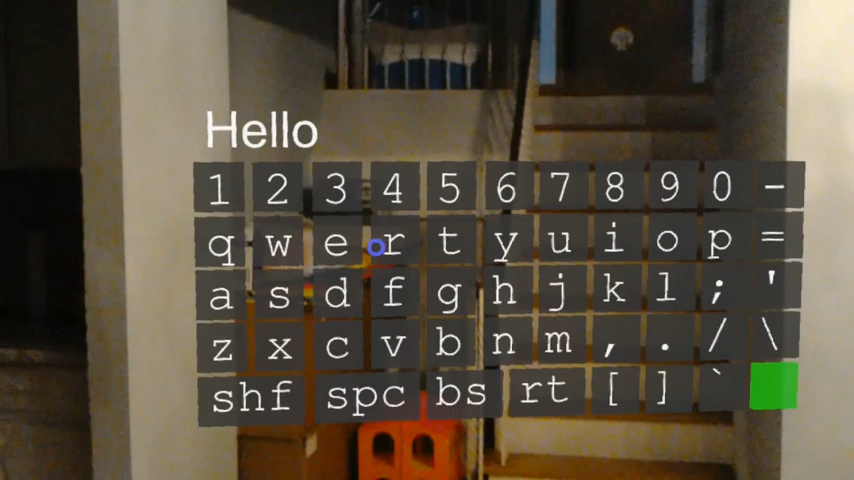 Hello
1 2 3 4 5 6 7 8 9 0 -
q w e r t y u i o p =
a s d f g h j k l ; '
z x c v b n m , . / \
shf spc bs rt [ ] `